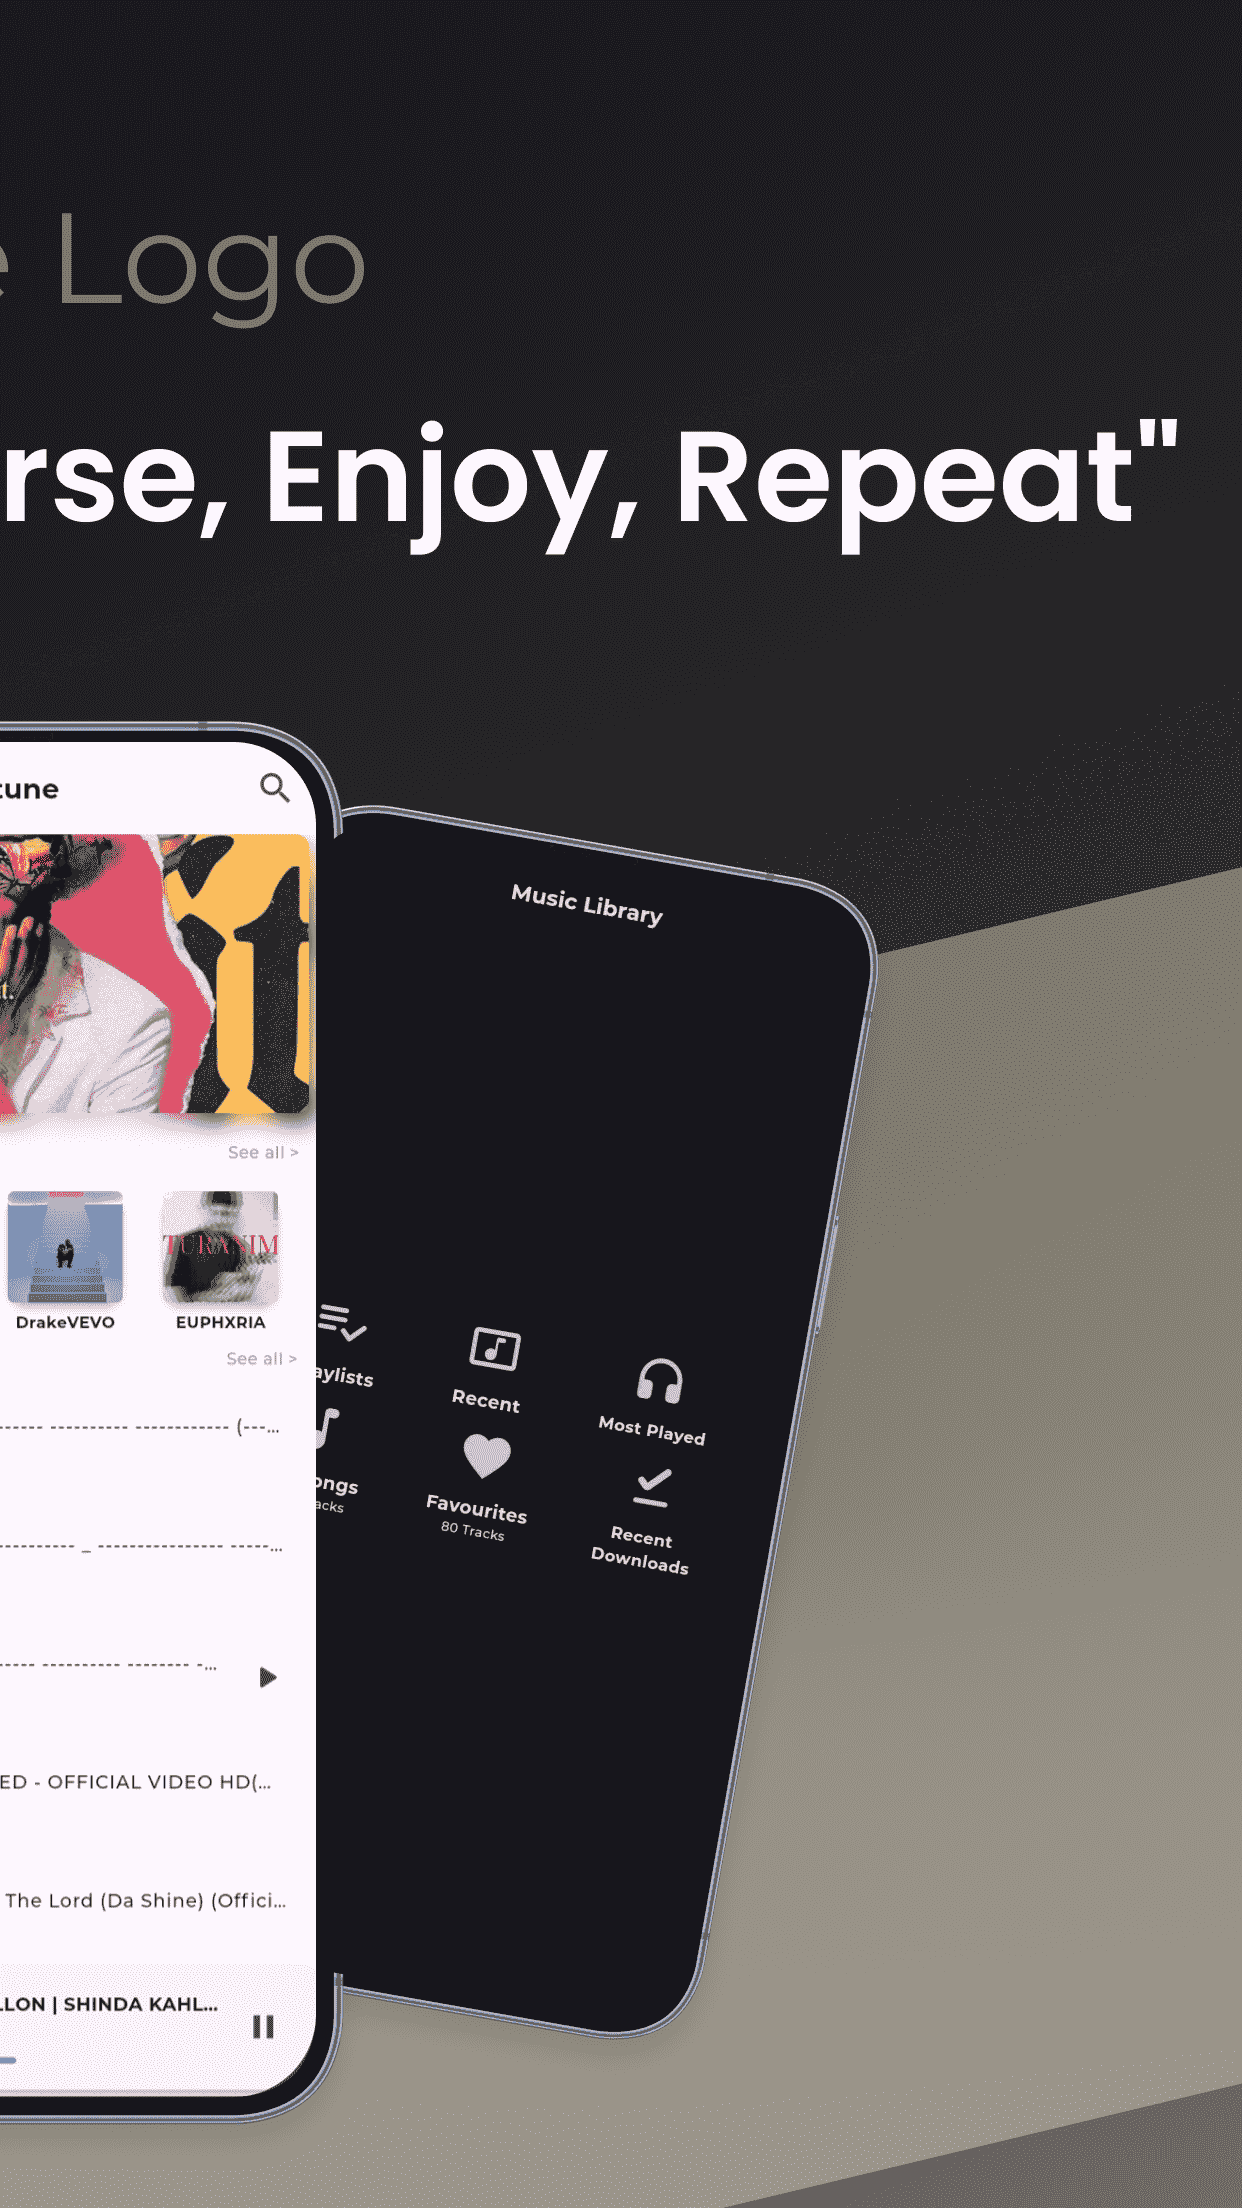 e Logo
rse, Enjoy, Repeat"
tune
Music Library
t.
See all >
TURANIM
DrakeVEVO
EUPHXRIA
See all >
------ ---------- ------------ (---...
aylists
Recent
Most Played
ongs
acks
Favourites
80 Tracks
Recent
Downloads
ED - OFFICIAL VIDEO HD(...
The Lord (Da Shine) (Offici...
LLON | SHINDA KAHL...